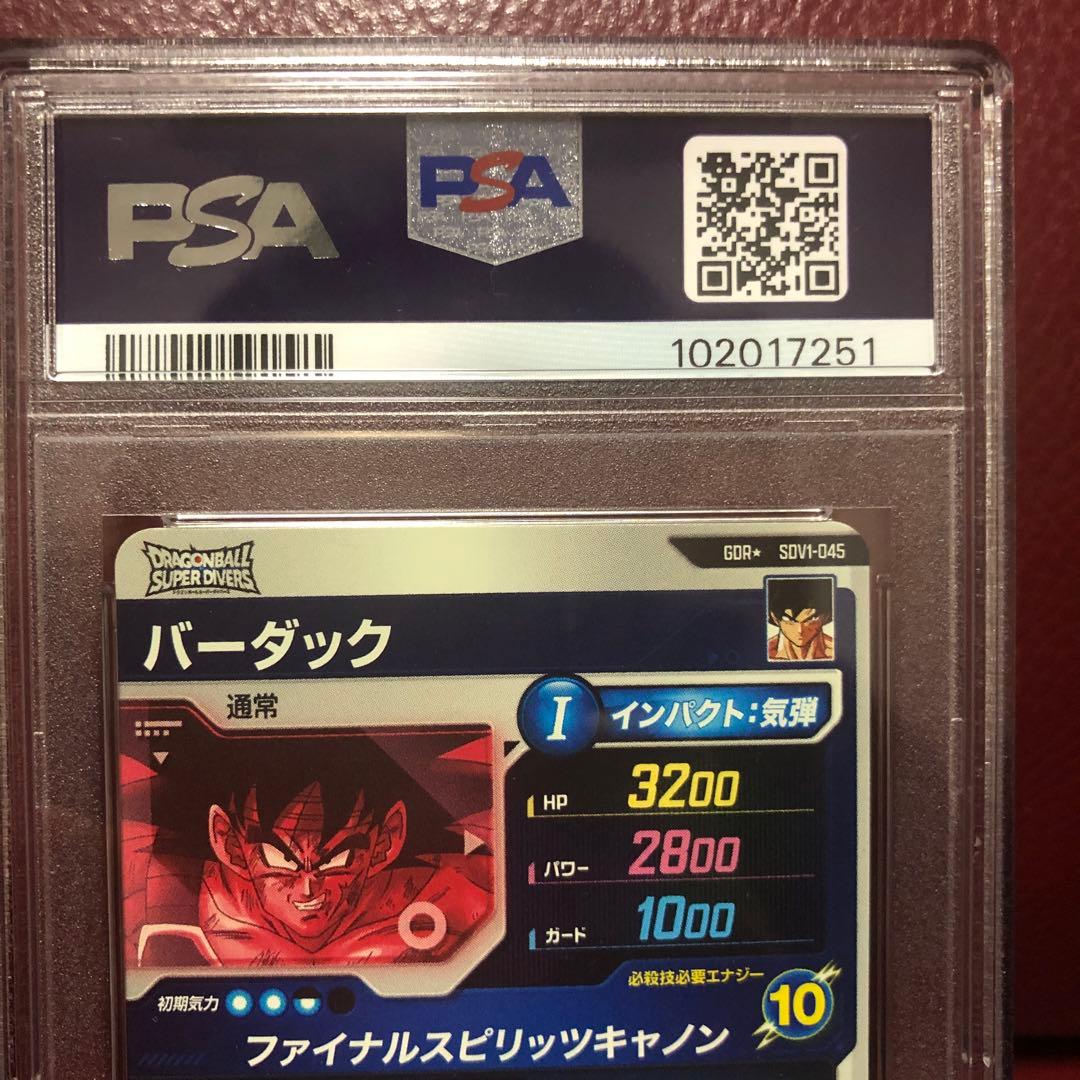 PSA
PSA
102017251
DRAGONBALL
SUPER DIVERS
GDR★ SDV1-045
バーダック
通常
I
インパクト:気弾
HP
3200
パワー
2800
ガード
1000
必殺技必要エナジー
10
初期気力
ファイナルスピリッツキャノン